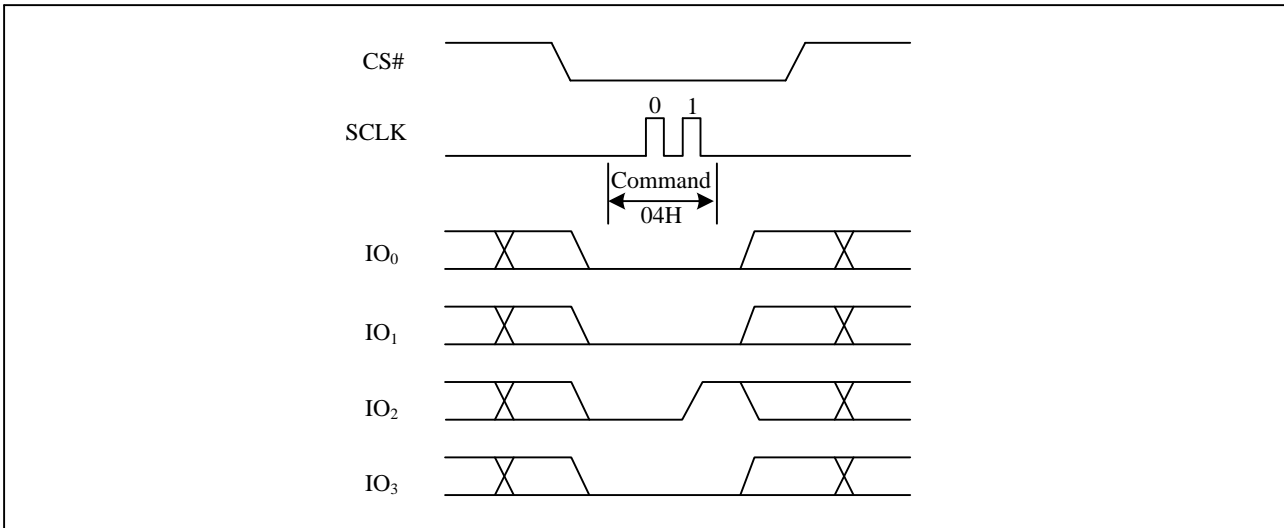 CS#
0 1
SCLK
Command
04H
IO₀
IO₁
IO₂
IO₃